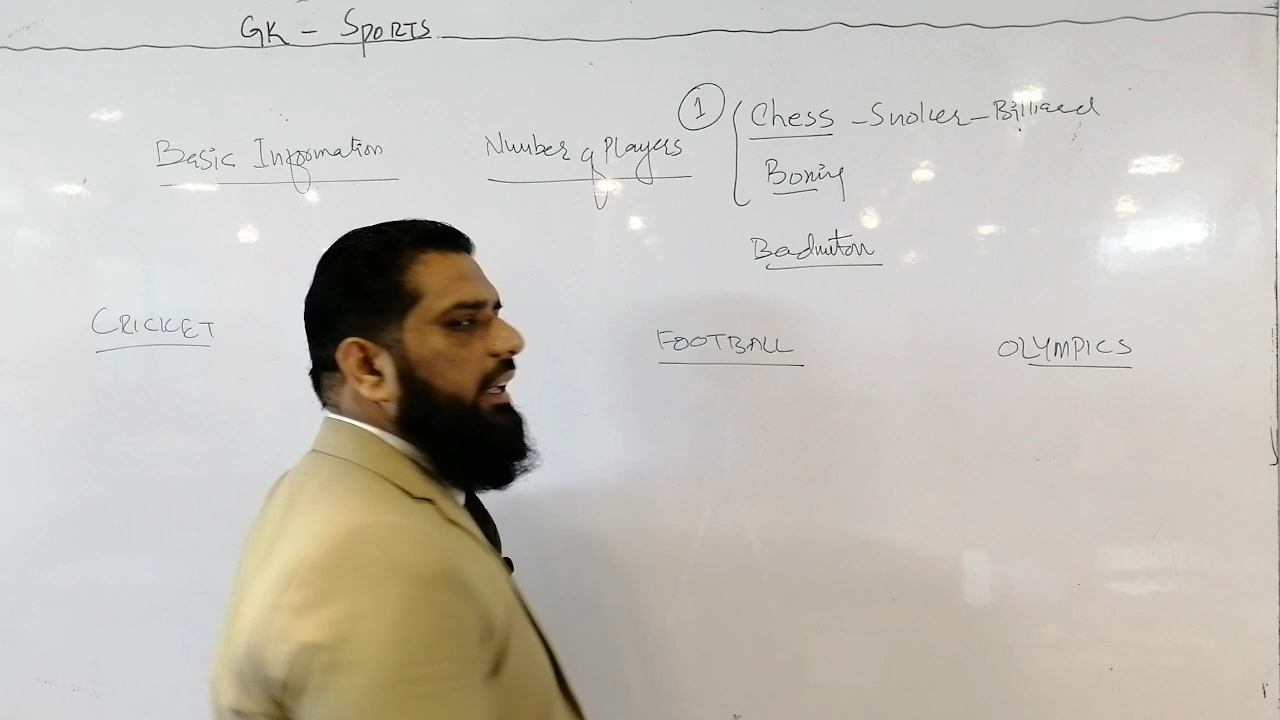 GK - SPORTS
Basic Information
Number of Players
1
Chess - Snoker - Billiard
Boxing
Badminton
CRICKET
FOOTBALL
OLYMPICS